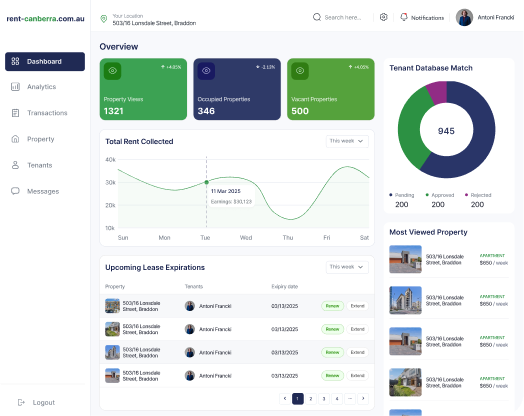 rent-canberra.com.au
Your Location
503/16 Lonsdale Street, Braddon
Search here...
Notifications
Antoni Francki
Dashboard
Analytics
Transactions
Property
Tenants
Messages
Logout
Overview
+4.85%
Property Views
1321
-3.13%
Occupied Properties
346
+4.85%
Vacant Properties
500
Total Rent Collected
This week
40k
30k
20k
10k
11 Mar 2025
Earnings: $30,123
Sun
Mon
Tue
Wed
Thu
Fri
Sat
Upcoming Lease Expirations
This week
Property
Tenants
Expiry date
503/16 Lonsdale
Street, Braddon
Antoni Francki
03/13/2025
Renew
Extend
503/16 Lonsdale
Street, Braddon
Antoni Francki
03/13/2025
Renew
Extend
503/16 Lonsdale
Street, Braddon
Antoni Francki
03/13/2025
Renew
Extend
503/16 Lonsdale
Street, Braddon
Antoni Francki
03/13/2025
Renew
Extend
< 1 2 3 4 ... >
Tenant Database Match
945
Pending
200
Approved
200
Rejected
200
Most Viewed Property
503/16 Lonsdale
Street, Braddon
APARTMENT
$650 / week
503/16 Lonsdale
Street, Braddon
APARTMENT
$650 / week
503/16 Lonsdale
Street, Braddon
APARTMENT
$650 / week
503/16 Lonsdale
Street, Braddon
APARTMENT
$650 / week
APARTMENT